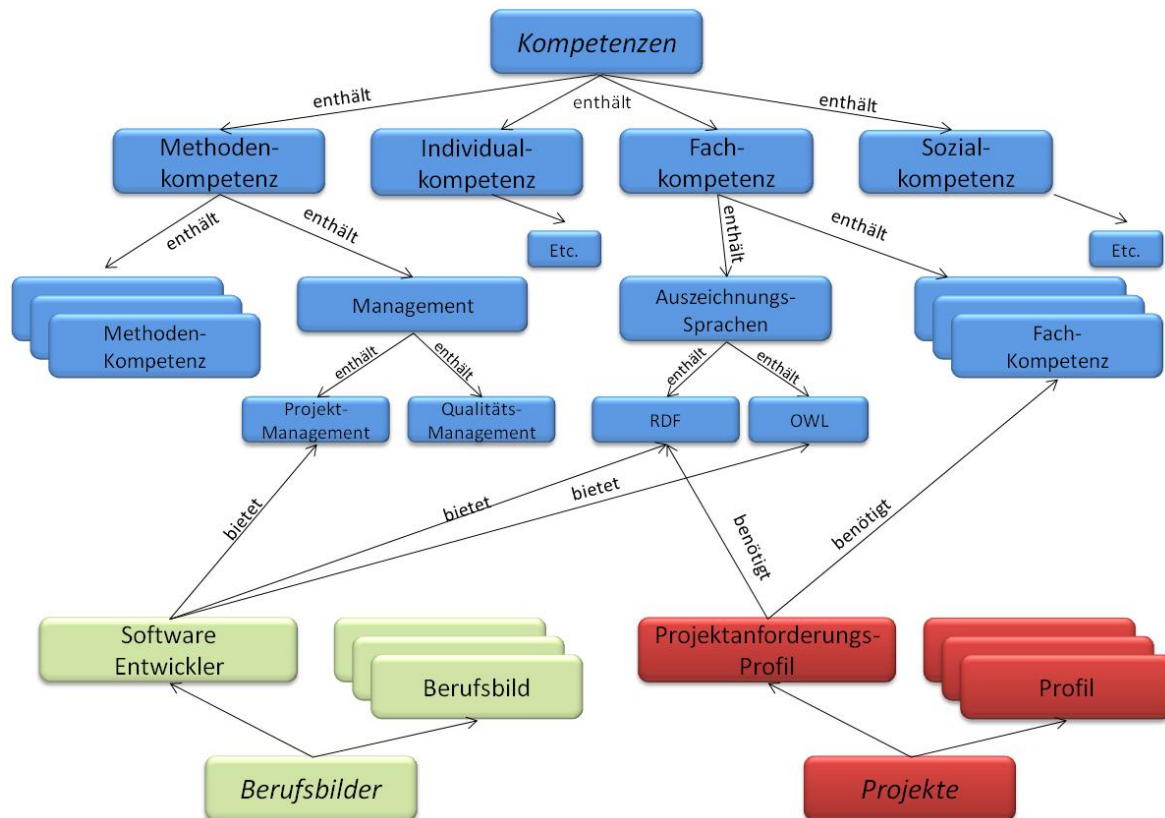 Kompetenzen
enthält
enthält
enthält
enthält
Methoden-
kompetenz
Individual-
kompetenz
Fach-
kompetenz
Sozial-
kompetenz
enthält
enthält
Etc.
enthält
enthält
Etc.
Methoden-
Kompetenz
Management
Auszeichnungs-
Sprachen
Fach-
Kompetenz
enthält
enthält
enthält
enthält
Projekt-
Management
Qualitäts-
Management
RDF
OWL
bietet
bietet
bietet
benötigt
benötigt
Software
Entwickler
Berufsbild
Projektanforderungs-
Profil
Profil
Berufsbilder
Projekte